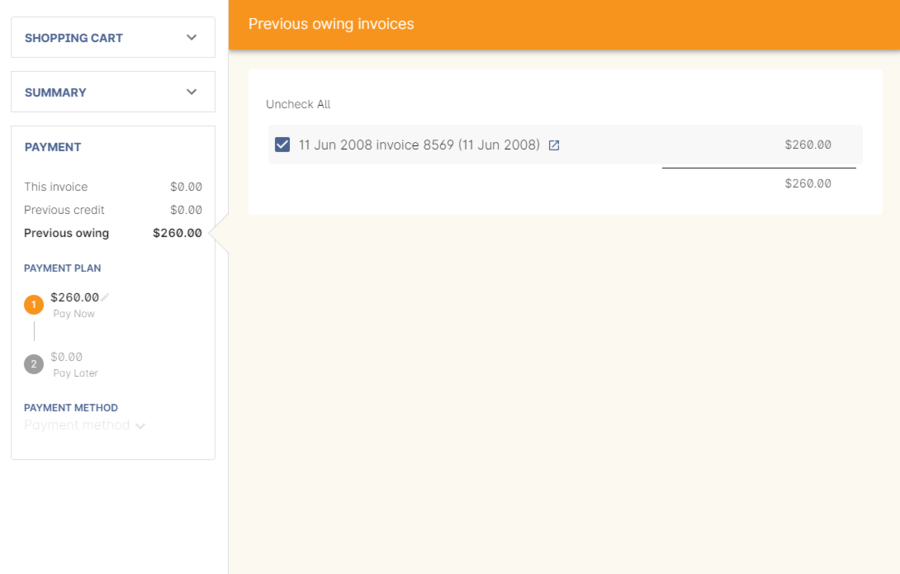 SHOPPING CART
SUMMARY
PAYMENT
This invoice $0.00
Previous credit $0.00
Previous owing $260.00
PAYMENT PLAN
1 $260.00
Pay Now
2 $0.00
Pay Later
PAYMENT METHOD
Payment method
Previous owing invoices
Uncheck All
11 Jun 2008 invoice 8569 (11 Jun 2008) $260.00
$260.00